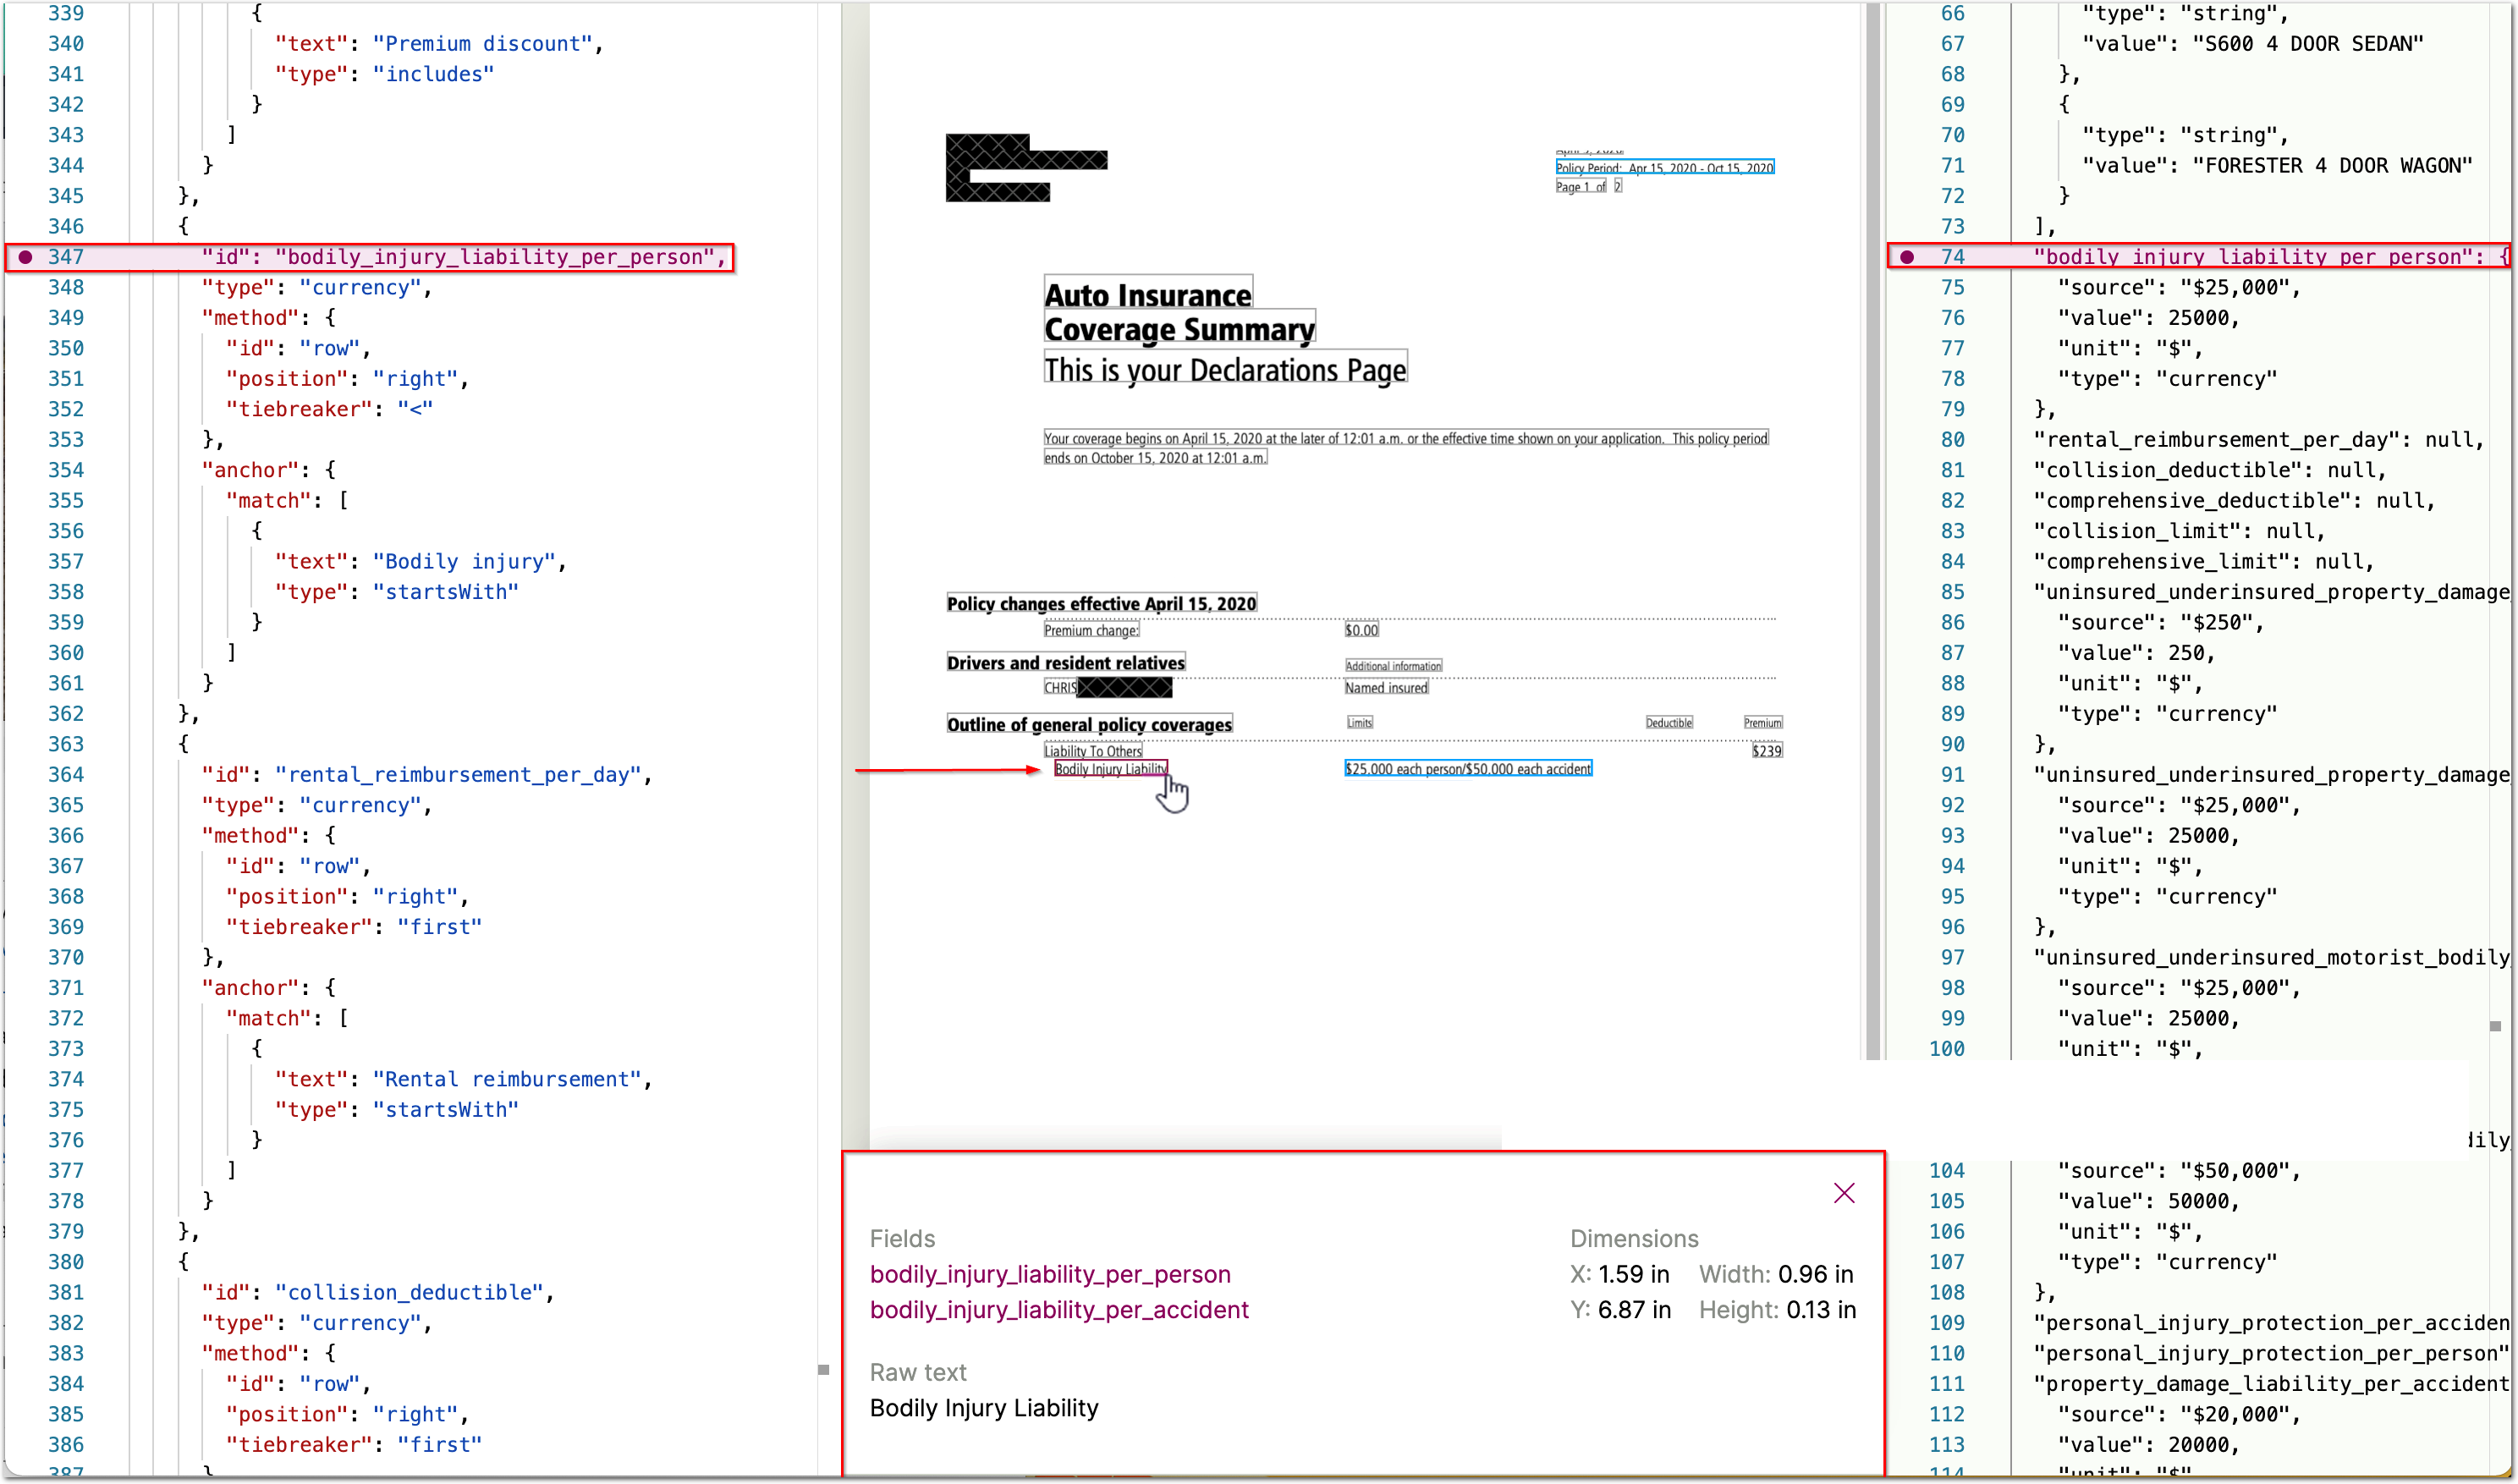 339 {
340 "text": "Premium discount",
341 "type": "includes"
342 }
343 ]
344 }
345 },
346 {
347 "id": "bodily_injury_liability_per_person",
348 "type": "currency",
349 "method": {
350 "id": "row",
351 "position": "right",
352 "tiebreaker": "<"
353 },
354 "anchor": {
355 "match": [
356 {
357 "text": "Bodily injury",
358 "type": "startsWith"
359 }
360 ]
361 }
362 },
363 {
364 "id": "rental_reimbursement_per_day",
365 "type": "currency",
366 "method": {
367 "id": "row",
368 "position": "right",
369 "tiebreaker": "first"
370 },
371 "anchor": {
372 "match": [
373 {
374 "text": "Rental reimbursement",
375 "type": "startsWith"
376 }
377 ]
378 }
379 },
380 {
381 "id": "collision_deductible",
382 "type": "currency",
383 "method": {
384 "id": "row",
385 "position": "right",
386 "tiebreaker": "first"
387 }
Policy Period: Apr 15, 2020 - Oct 15, 2020
Page 1 of 2
Auto Insurance
Coverage Summary
This is your Declarations Page
Your coverage begins on April 15, 2020 at the later of 12:01 a.m. or the effective time shown on your application. This policy period
ends on October 15, 2020 at 12:01 a.m.
Policy changes effective April 15, 2020
Premium change: $0.00
Drivers and resident relatives Additional information
CHRIS Named insured
Outline of general policy coverages Limits Deductible Premium
Liability To Others $239
Bodily Injury Liability $25,000 each person/$50,000 each accident
Fields
bodily_injury_liability_per_person
bodily_injury_liability_per_accident
Dimensions
X: 1.59 in Width: 0.96 in
Y: 6.87 in Height: 0.13 in
Raw text
Bodily Injury Liability
66 "type": "string",
67 "value": "S600 4 DOOR SEDAN"
68 },
69 {
70 "type": "string",
71 "value": "FORESTER 4 DOOR WAGON"
72 }
73 ],
74 "bodily_injury_liability_per_person": {
75 "source": "$25,000",
76 "value": 25000,
77 "unit": "$",
78 "type": "currency"
79 },
80 "rental_reimbursement_per_day": null,
81 "collision_deductible": null,
82 "comprehensive_deductible": null,
83 "collision_limit": null,
84 "comprehensive_limit": null,
85 "uninsured_underinsured_property_damage_
86 "source": "$250",
87 "value": 250,
88 "unit": "$",
89 "type": "currency"
90 },
91 "uninsured_underinsured_property_damage_
92 "source": "$25,000",
93 "value": 25000,
94 "unit": "$",
95 "type": "currency"
96 },
97 "uninsured_underinsured_motorist_bodily_
98 "source": "$25,000",
99 "value": 25000,
100 "unit": "$",
104 "source": "$50,000",
105 "value": 50000,
106 "unit": "$",
107 "type": "currency"
108 },
109 "personal_injury_protection_per_acciden
110 "personal_injury_protection_per_person"
111 "property_damage_liability_per_accident
112 "source": "$20,000",
113 "value": 20000,
114 "unit": "$"